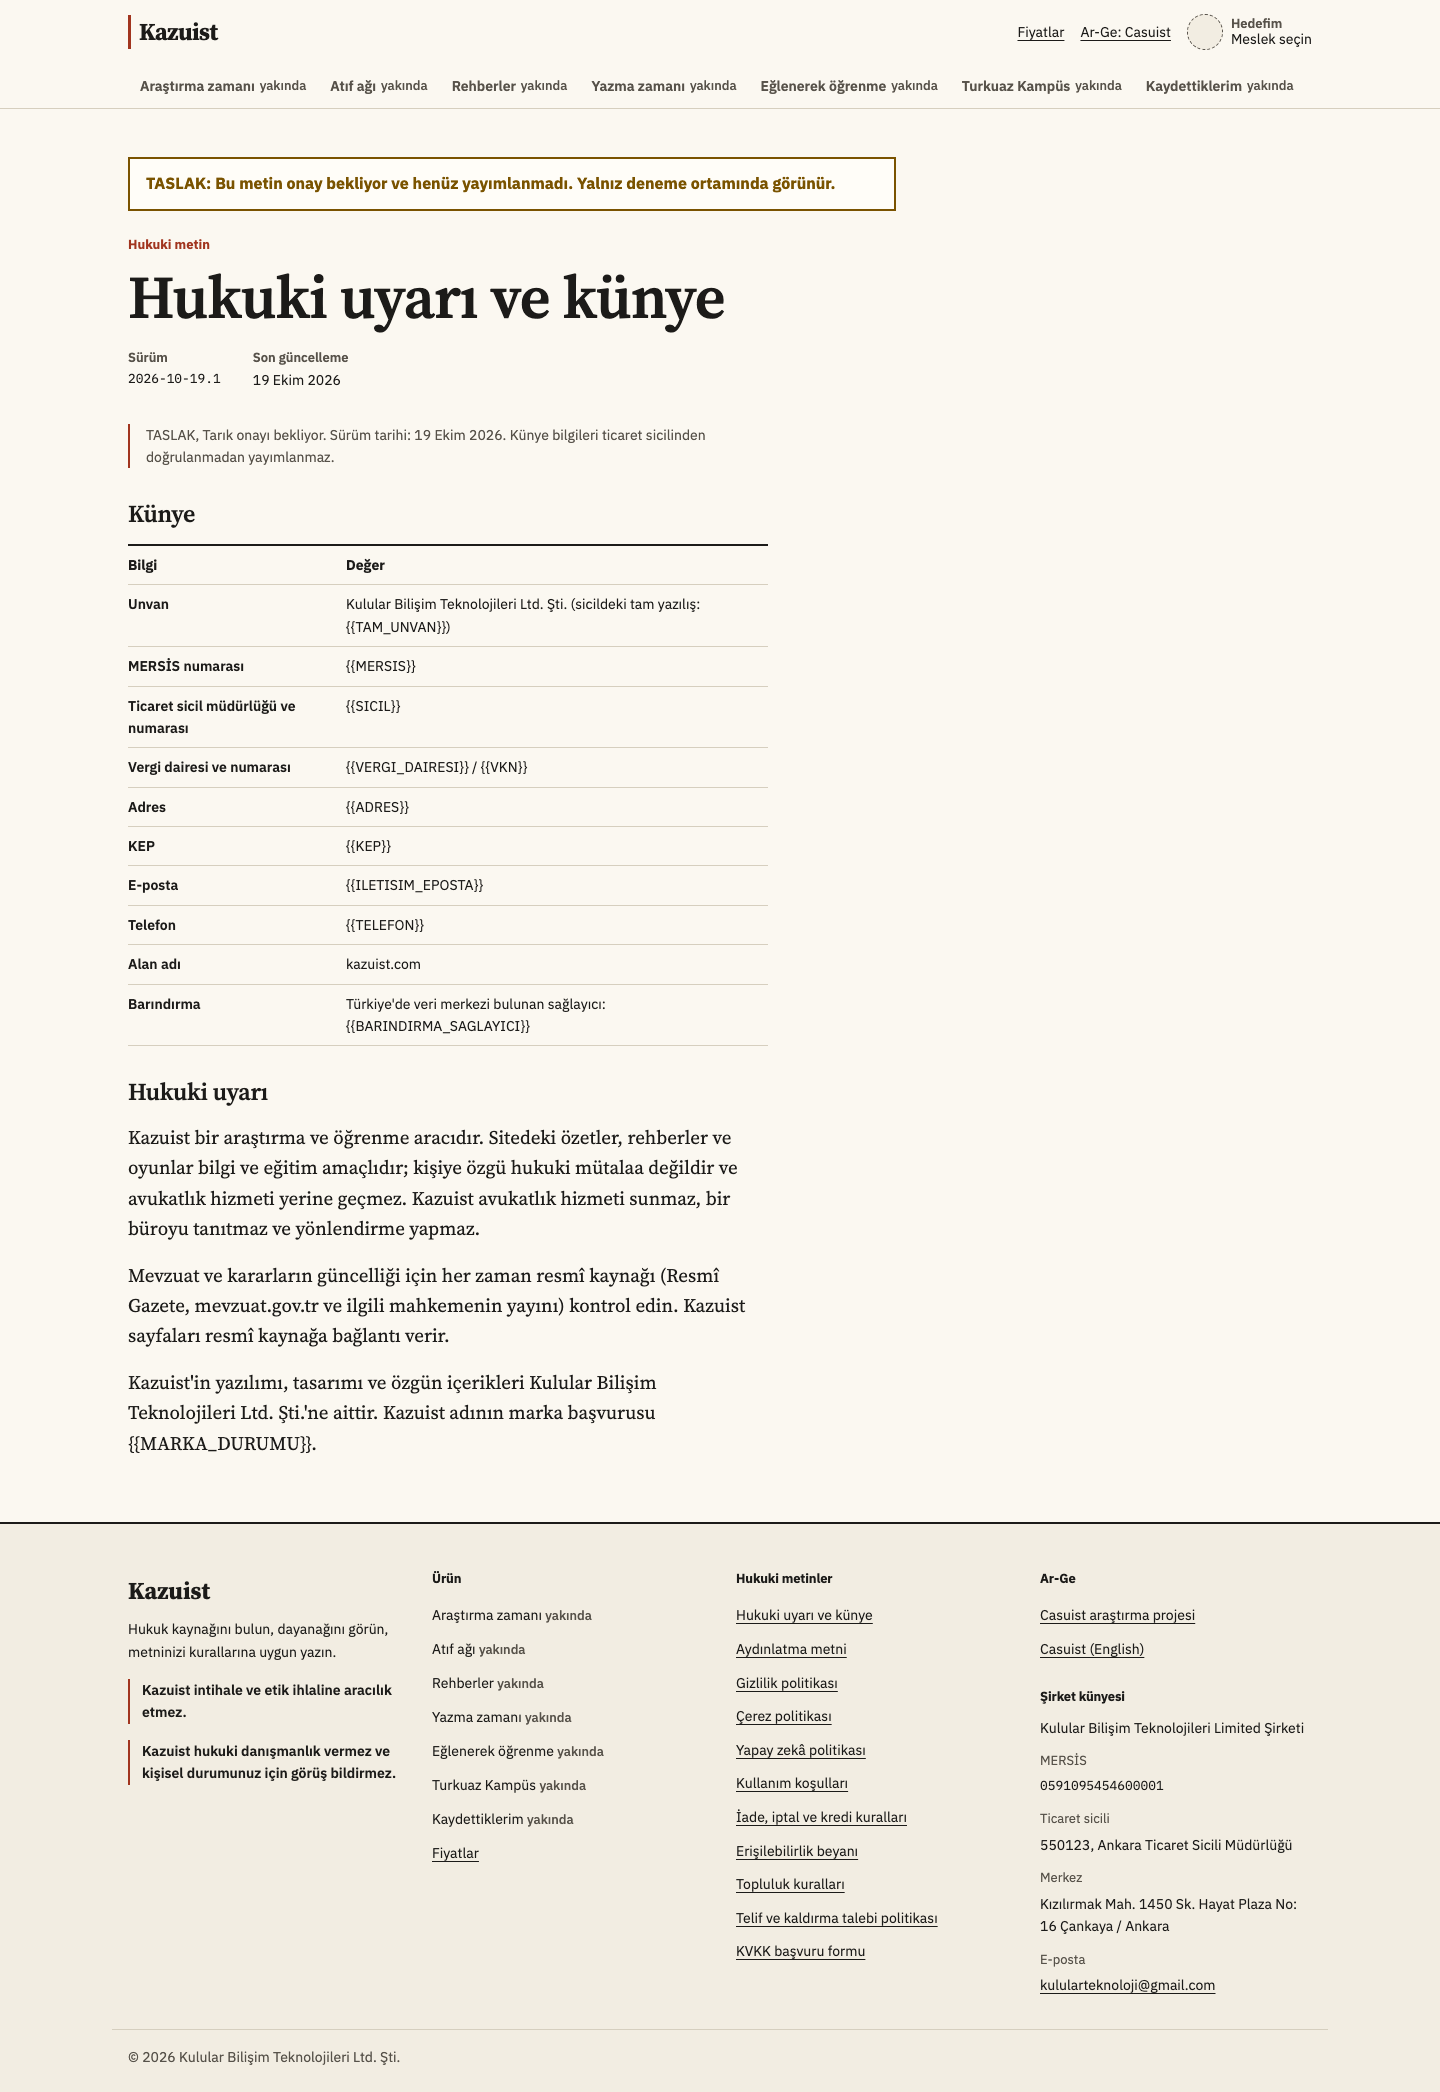 Kazuist
Fiyatlar Ar-Ge: Casuist
Hedefim
Meslek seçin
Araştırma zamanı yakında Atıf ağı yakında Rehberler yakında Yazma zamanı yakında Eğlenerek öğrenme yakında Turkuaz Kampüs yakında Kaydettiklerim yakında
TASLAK: Bu metin onay bekliyor ve henüz yayımlanmadı. Yalnız deneme ortamında görünür.
Hukuki metin
Hukuki uyarı ve künye
Sürüm
2026-10-19.1
Son güncelleme
19 Ekim 2026
TASLAK, Tarık onayı bekliyor. Sürüm tarihi: 19 Ekim 2026. Künye bilgileri ticaret sicilinden
doğrulanmadan yayımlanmaz.
Künye
Bilgi Değer
Unvan Kulular Bilişim Teknolojileri Ltd. Şti. (sicildeki tam yazılış:
{{TAM_UNVAN}})
MERSİS numarası {{MERSIS}}
Ticaret sicil müdürlüğü ve {{SICIL}}
numarası
Vergi dairesi ve numarası {{VERGI_DAIRESI}} / {{VKN}}
Adres {{ADRES}}
KEP {{KEP}}
E-posta {{ILETISIM_EPOSTA}}
Telefon {{TELEFON}}
Alan adı kazuist.com
Barındırma Türkiye'de veri merkezi bulunan sağlayıcı:
{{BARINDIRMA_SAGLAYICI}}
Hukuki uyarı
Kazuist bir araştırma ve öğrenme aracıdır. Sitedeki özetler, rehberler ve
oyunlar bilgi ve eğitim amaçlıdır; kişiye özgü hukuki mütalaa değildir ve
avukatlık hizmeti yerine geçmez. Kazuist avukatlık hizmeti sunmaz, bir
büroyu tanıtmaz ve yönlendirme yapmaz.
Mevzuat ve kararların güncelliği için her zaman resmî kaynağı (Resmî
Gazete, mevzuat.gov.tr ve ilgili mahkemenin yayını) kontrol edin. Kazuist
sayfaları resmî kaynağa bağlantı verir.
Kazuist'in yazılımı, tasarımı ve özgün içerikleri Kulular Bilişim
Teknolojileri Ltd. Şti.'ne aittir. Kazuist adının marka başvurusu
{{MARKA_DURUMU}}.
Kazuist
Hukuk kaynağını bulun, dayanağını görün,
metninizi kurallarına uygun yazın.
Kazuist intihale ve etik ihlaline aracılık
etmez.
Kazuist hukuki danışmanlık vermez ve
kişisel durumunuz için görüş bildirmez.
Ürün
Araştırma zamanı yakında
Atıf ağı yakında
Rehberler yakında
Yazma zamanı yakında
Eğlenerek öğrenme yakında
Turkuaz Kampüs yakında
Kaydettiklerim yakında
Fiyatlar
Hukuki metinler
Hukuki uyarı ve künye
Aydınlatma metni
Gizlilik politikası
Çerez politikası
Yapay zekâ politikası
Kullanım koşulları
İade, iptal ve kredi kuralları
Erişilebilirlik beyanı
Topluluk kuralları
Telif ve kaldırma talebi politikası
KVKK başvuru formu
Ar-Ge
Casuist araştırma projesi
Casuist (English)
Şirket künyesi
Kulular Bilişim Teknolojileri Limited Şirketi
MERSİS
0591095454600001
Ticaret sicili
550123, Ankara Ticaret Sicili Müdürlüğü
Merkez
Kızılırmak Mah. 1450 Sk. Hayat Plaza No:
16 Çankaya / Ankara
E-posta
kulularteknoloji@gmail.com
© 2026 Kulular Bilişim Teknolojileri Ltd. Şti.